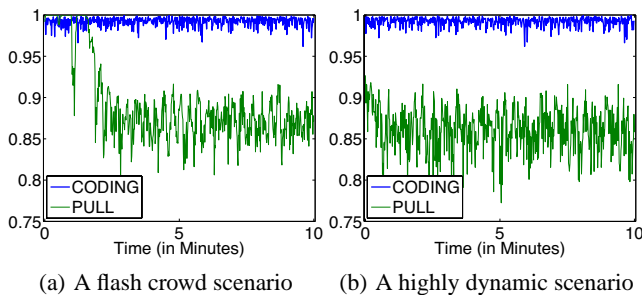 1
0.95
0.9
0.85
0.8
0.75
0
5
10
Time (in Minutes)
CODING
PULL
(a) A flash crowd scenario
1
0.95
0.9
0.85
0.8
0.75
0
5
10
Time (in Minutes)
CODING
PULL
(b) A highly dynamic scenario